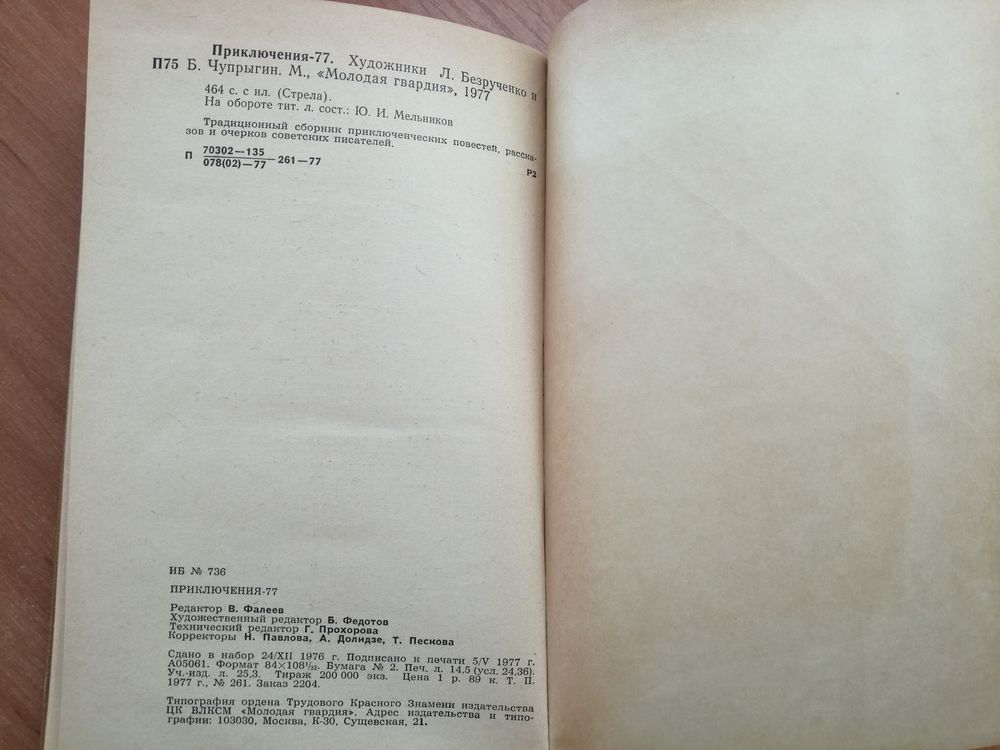 Приключения-77. Художники Л. Безрученко и
П75 Б. Чупрыгин. М., «Молодая гвардия», 1977
464 с. с ил. (Стрела).
На обороте тит. л. сост.: Ю. И. Мельников
Традиционный сборник приключенческих повестей, расска-
зов и очерков советских писателей.
П 70302—135
078(02)—77 261—77
Р2
ИБ № 736
ПРИКЛЮЧЕНИЯ-77
Редактор В. Фалеев
Художественный редактор Б. Федотов
Технический редактор Г. Прохорова
Корректоры Н. Павлова, А. Долидзе, Т. Пескова
Сдано в набор 24/XII 1976 г. Подписано к печати 5/V 1977 г.
А05061. Формат 84×108¹/₃₂. Бумага № 2. Печ. л. 14,5 (усл. 24,36).
Уч.-изд. л. 25,3. Тираж 200 000 экз. Цена 1 р. 89 к. Т. П.
1977 г., № 261. Заказ 2204.
Типография ордена Трудового Красного Знамени издательства
ЦК ВЛКСМ «Молодая гвардия». Адрес издательства и типо-
графии: 103030, Москва, К-30, Сущевская, 21.